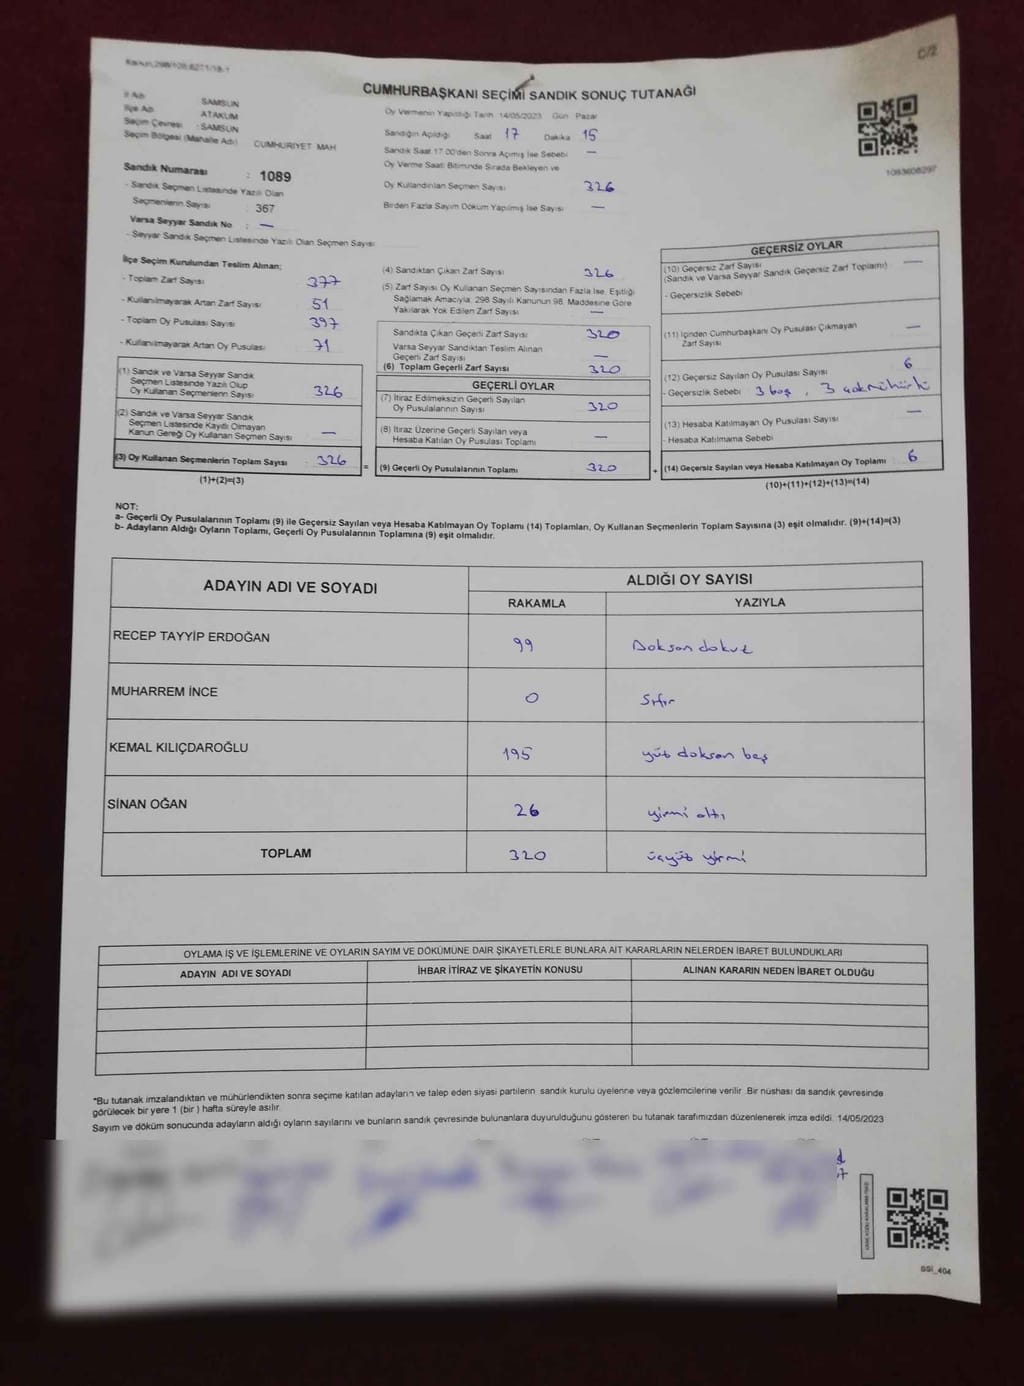 C/2
CUMHURBAŞKANI SEÇİMİ SANDIK SONUÇ TUTANAĞI
İl Adı SAMSUN
İlçe Adı ATAKUM
Seçim Çevresi : SAMSUN
Seçim Bölgesi (Mahalle Adı) CUMHURIYET MAH
Sandık Numarası : 1089
- Sandık Seçmen Listesinde Yazılı Olan
Seçmenlerin Sayısı : 367
Varsa Seyyar Sandık No : —
- Seyyar Sandık Seçmen Listesinde Yazılı Olan Seçmen Sayısı
Oy Vermenin Yapıldığı Tarih 14/05/2023 Gün Pazar
Sandığın Açıldığı Saat 17 Dakika 15
Sandık Saat 17.00'den Sonra Açımış İse Sebebi —
Oy Verme Saati Bitiminde Sırada Bekleyen ve
Oy Kullandırılan Seçmen Sayısı 326
Birden Fazla Sayım Döküm Yapılmış İse Sayısı —
1093608297
İlçe Seçim Kurulundan Teslim Alınan;
- Toplam Zarf Sayısı 377
- Kullanılmayarak Artan Zarf Sayısı 51
- Toplam Oy Pusulası Sayısı 397
- Kullanılmayarak Artan Oy Pusulası 71
(1) Sandık ve Varsa Seyyar Sandık
Seçmen Listesinde Yazılı Olup
Oy Kullanan Seçmenlerin Sayısı 326
(2) Sandık ve Varsa Seyyar Sandık
Seçmen Listesinde Kayıtlı Olmayan
Kanun Gereği Oy Kullanan Seçmen Sayısı —
(3) Oy Kullanan Seçmenlerin Toplam Sayısı : 326
(1)+(2)=(3)
(4) Sandıktan Çıkan Zarf Sayısı 326
(5) Zarf Sayısı Oy Kullanan Seçmen Sayısından Fazla İse, Eşitliği
Sağlamak Amacıyla, 298 Sayılı Kanunun 98. Maddesine Göre
Yakılarak Yok Edilen Zarf Sayısı —
Sandıkta Çıkan Geçerli Zarf Sayısı 320
Varsa Seyyar Sandıktan Teslim Alınan
Geçerli Zarf Sayısı —
(6) Toplam Geçerli Zarf Sayısı 320
GEÇERLİ OYLAR
(7) İtiraz Edilmeksizin Geçerli Sayılan
Oy Pusulalarının Sayısı 320
(8) İtiraz Üzerine Geçerli Sayılan veya
Hesaba Katılan Oy Pusulası Toplamı —
= (9) Geçerli Oy Pusulalarının Toplamı 320
GEÇERSİZ OYLAR
(10) Geçersiz Zarf Sayısı —
(Sandık ve Varsa Seyyar Sandık Geçersiz Zarf Toplamı)
- Geçersizlik Sebebi
(11) İçinden Cumhurbaşkanı Oy Pusulası Çıkmayan —
Zarf Sayısı
(12) Geçersiz Sayılan Oy Pusulası Sayısı 6
- Geçersizlik Sebebi 3 boş , 3 çok mühürlü
(13) Hesaba Katılmayan Oy Pusulası Sayısı —
- Hesaba Katılmama Sebebi
+ (14) Geçersiz Sayılan veya Hesaba Katılmayan Oy Toplamı 6
(10)+(11)+(12)+(13)=(14)
NOT:
a- Geçerli Oy Pusulalarının Toplamı (9) ile Geçersiz Sayılan veya Hesaba Katılmayan Oy Toplamı (14) Toplamları, Oy Kullanan Seçmenlerin Toplam Sayısına (3) eşit olmalıdır. (9)+(14)=(3)
b- Adayların Aldığı Oyların Toplamı, Geçerli Oy Pusulalarının Toplamına (9) eşit olmalıdır.
ADAYIN ADI VE SOYADI ALDIĞI OY SAYISI
RAKAMLA YAZIYLA
RECEP TAYYİP ERDOĞAN 99 Doksan dokuz
MUHARREM İNCE 0 Sıfır
KEMAL KILIÇDAROĞLU 195 yüz doksan beş
SİNAN OĞAN 26 yirmi altı
TOPLAM 320 üçyüz yirmi
OYLAMA İŞ VE İŞLEMLERİNE VE OYLARIN SAYIM VE DÖKÜMÜNE DAİR ŞİKAYETLERLE BUNLARA AİT KARARLARIN NELERDEN İBARET BULUNDUKLARI
ADAYIN ADI VE SOYADI İHBAR İTİRAZ VE ŞİKAYETİN KONUSU ALINAN KARARIN NEDEN İBARET OLDUĞU
*Bu tutanak imzalandıktan ve mühürlendikten sonra seçime katılan adayların ve talep eden siyasi partilerin sandık kurulu üyelerine veya gözlemcilerine verilir. Bir nüshası da sandık çevresinde
görülecek bir yere 1 (bir ) hafta süreyle asılır.
Sayım ve döküm sonucunda adayların aldığı oyların sayılarını ve bunların sandık çevresinde bulunanlara duyurulduğunu gösteren bu tutanak tarafımızdan düzenlenerek imza edildi. 14/05/2023
SSİ_404